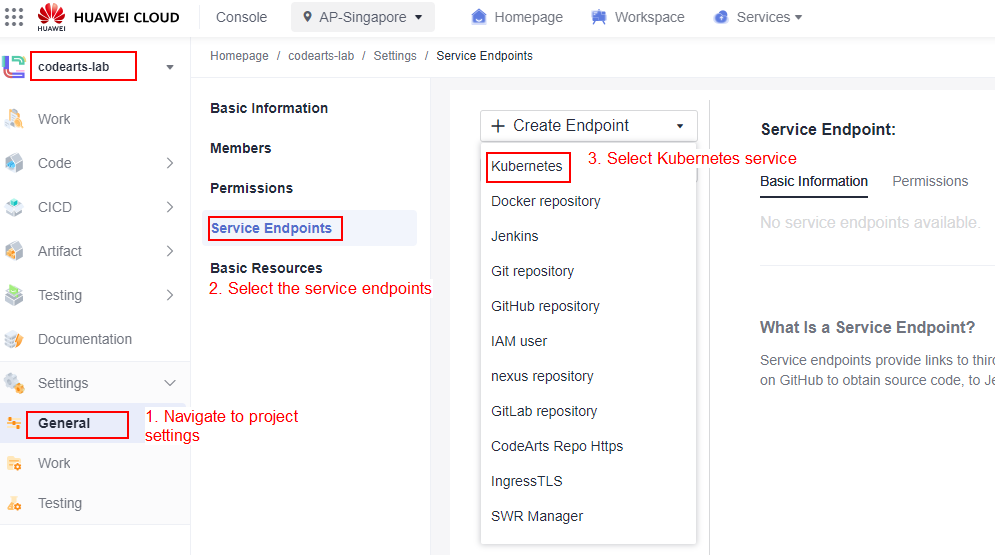 HUAWEI
HUAWEI CLOUD
Console
AP-Singapore
Homepage
Workspace
Services
codearts-lab
Homepage / codearts-lab / Settings / Service Endpoints
Work
Code
CICD
Artifact
Testing
Documentation
Settings
General
Work
Testing
1. Navigate to project
settings
Basic Information
Members
Permissions
Service Endpoints
Basic Resources
2. Select the service endpoints
+ Create Endpoint
Kubernetes
3. Select Kubernetes service
Docker repository
Jenkins
Git repository
GitHub repository
IAM user
nexus repository
GitLab repository
CodeArts Repo Https
IngressTLS
SWR Manager
Service Endpoint:
Basic Information
Permissions
No service endpoints available.
What Is a Service Endpoint?
Service endpoints provide links to
on GitHub to obtain source code, to